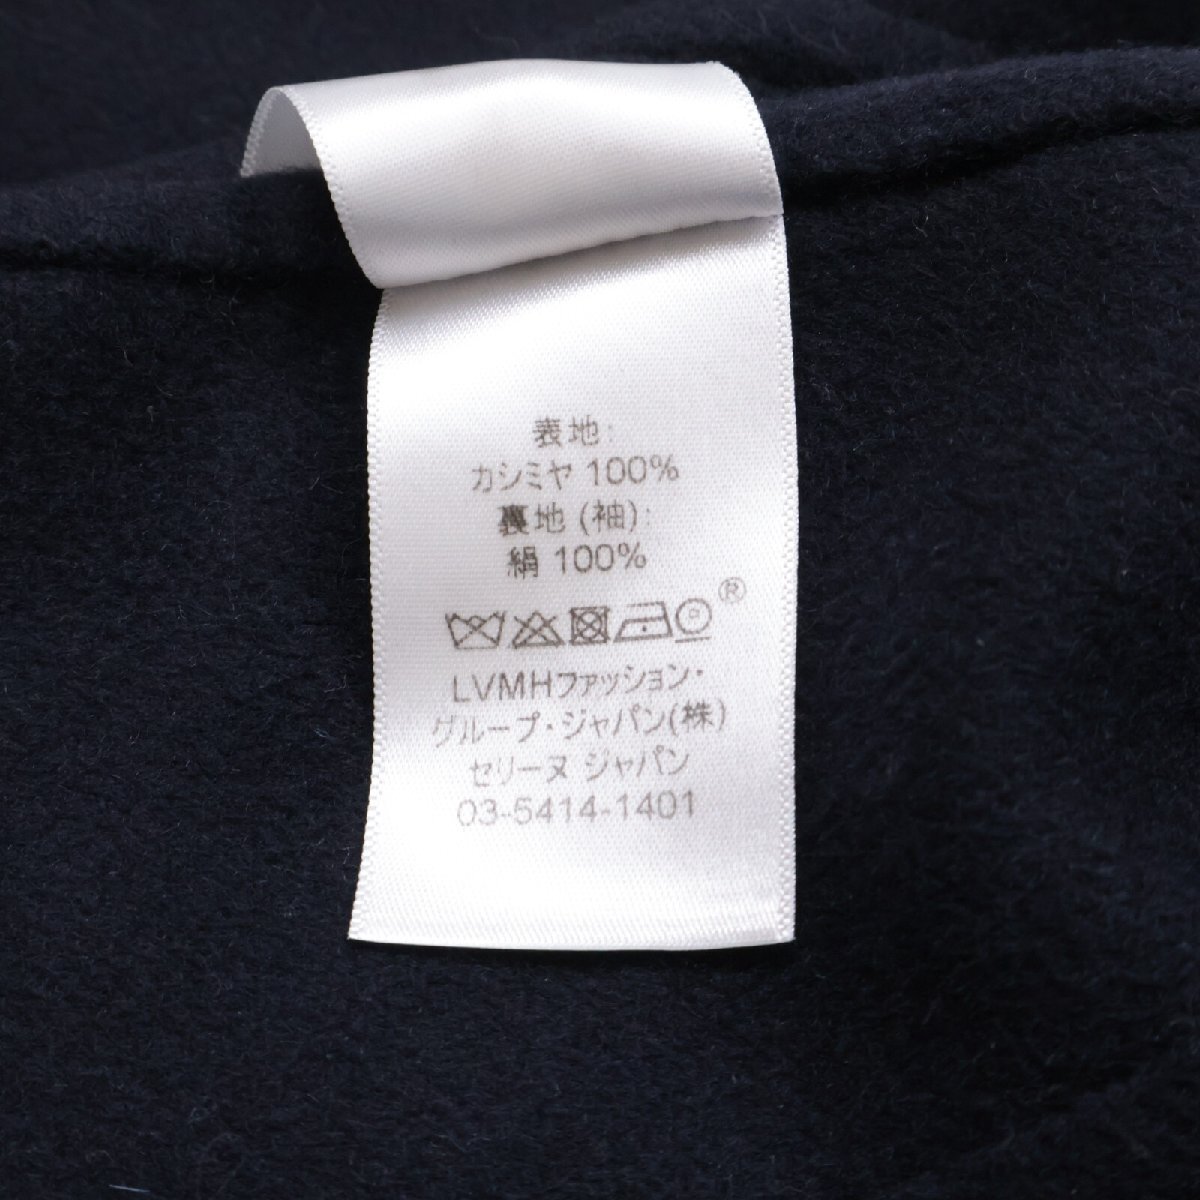 表地:
カシミヤ 100%
裏地 (袖):
絹 100%
®
LVMHファッション・
グループ・ジャパン(株)
セリーヌ ジャパン
03-5414-1401